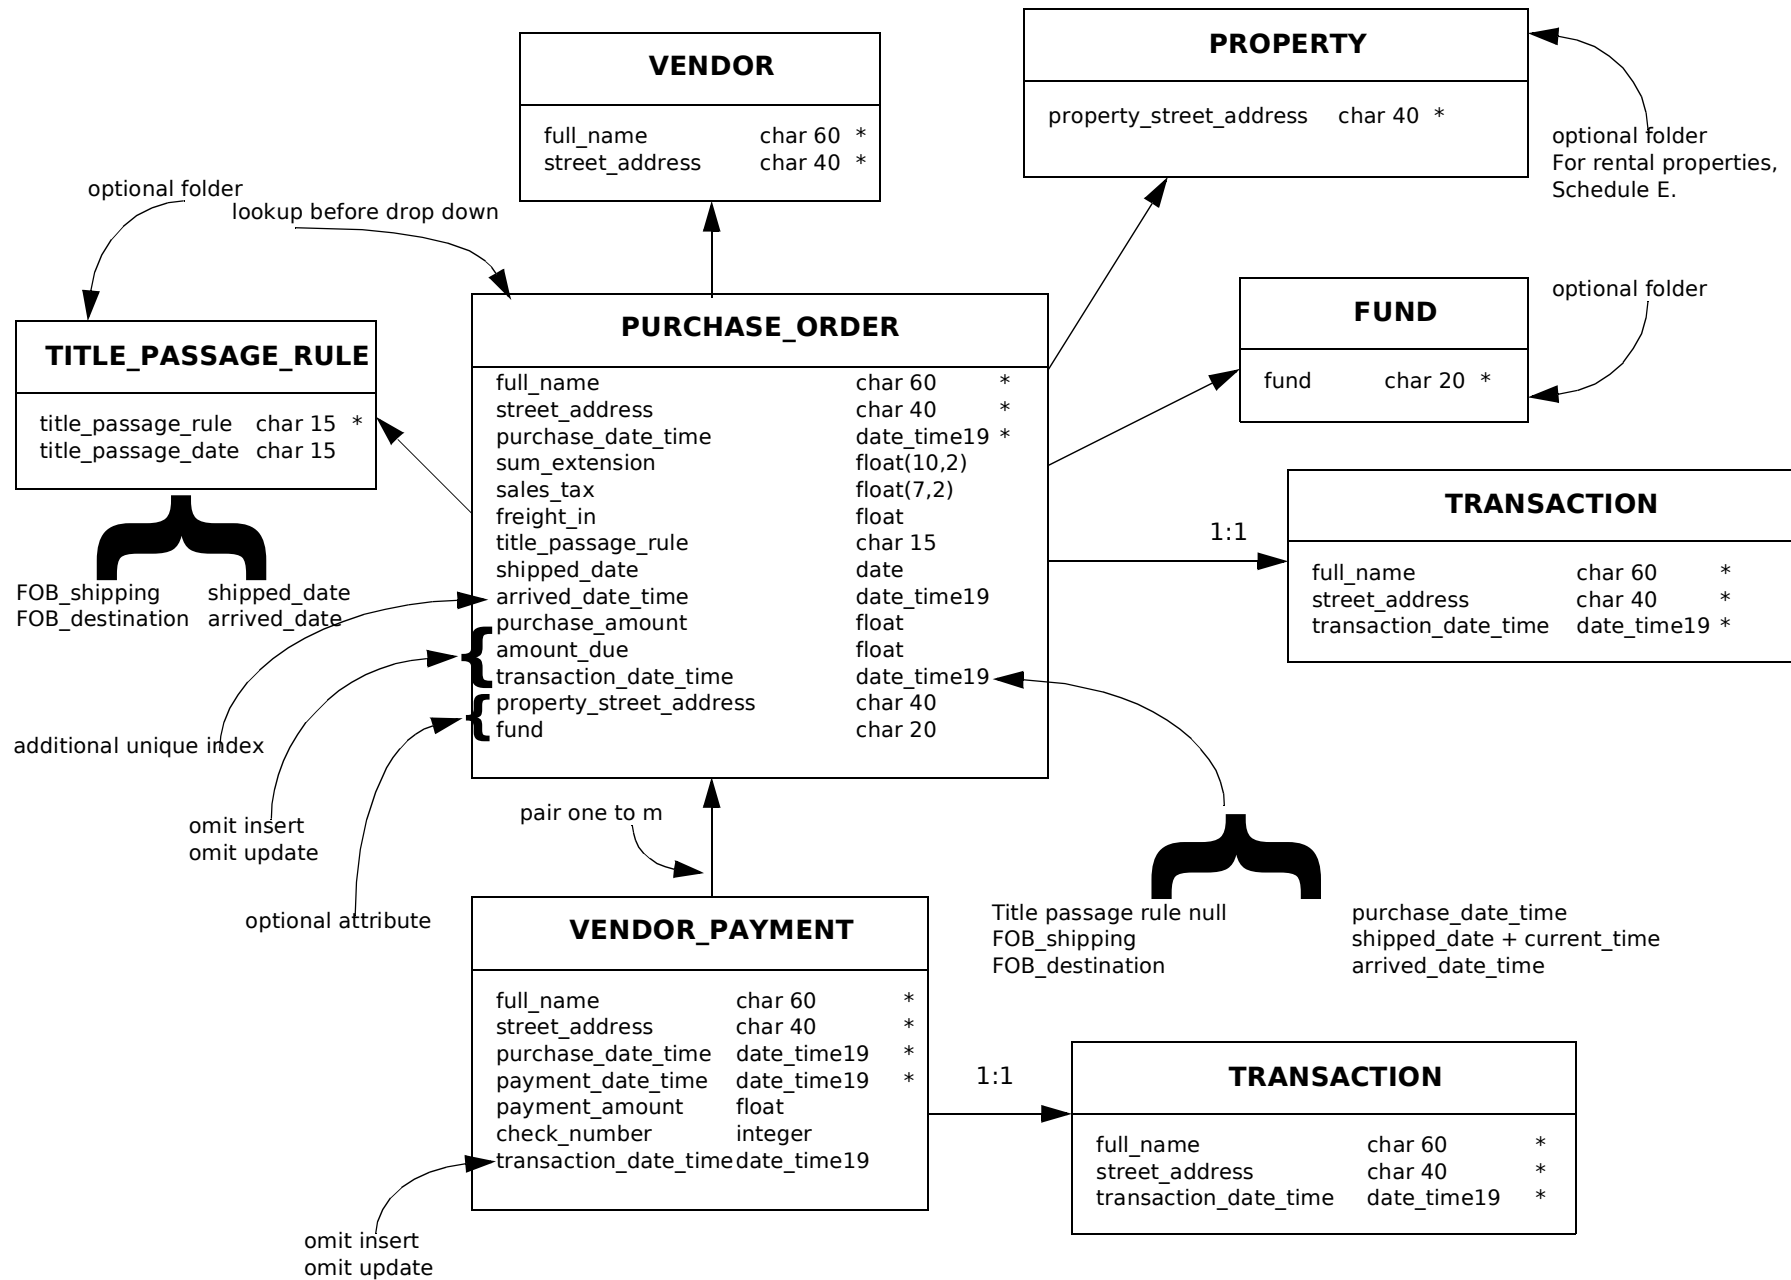 VENDOR
full_name char 60 *
street_address char 40 *
PROPERTY
property_street_address char 40 *
optional folder
For rental properties,
Schedule E.
optional folder
lookup before drop down
TITLE_PASSAGE_RULE
title_passage_rule char 15 *
title_passage_date char 15
FOB_shipping shipped_date
FOB_destination arrived_date
PURCHASE_ORDER
full_name char 60 *
street_address char 40 *
purchase_date_time date_time19 *
sum_extension float(10,2)
sales_tax float(7,2)
freight_in float
title_passage_rule char 15
shipped_date date
arrived_date_time date_time19
purchase_amount float
amount_due float
transaction_date_time date_time19
property_street_address char 40
fund char 20
FUND
fund char 20 *
optional folder
1:1
TRANSACTION
full_name char 60 *
street_address char 40 *
transaction_date_time date_time19 *
additional unique index
omit insert
omit update
optional attribute
pair one to m
Title passage rule null purchase_date_time
FOB_shipping shipped_date + current_time
FOB_destination arrived_date_time
VENDOR_PAYMENT
full_name char 60 *
street_address char 40 *
purchase_date_time date_time19 *
payment_date_time date_time19 *
payment_amount float
check_number integer
transaction_date_time date_time19
omit insert
omit update
1:1
TRANSACTION
full_name char 60 *
street_address char 40 *
transaction_date_time date_time19 *